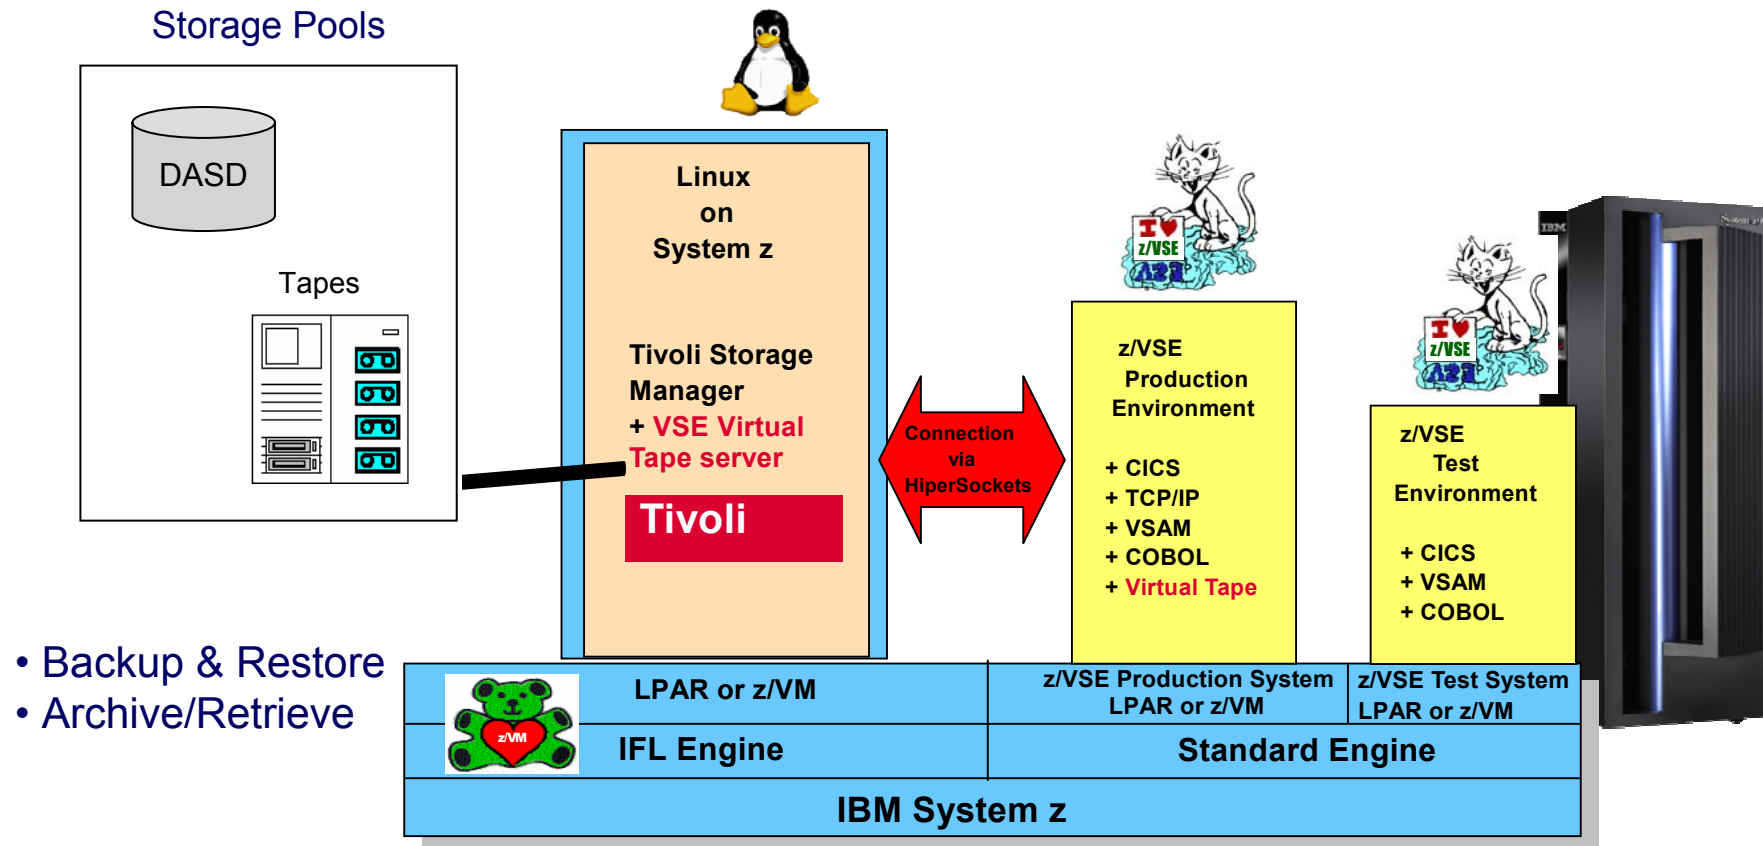 Storage Pools
DASD
Tapes
• Backup & Restore
• Archive/Retrieve
Linux
on
System z
Tivoli Storage
Manager
+ VSE Virtual
Tape server
Tivoli
Connection
via
HiperSockets
I ♥
z/VSE
z/VSE
Production
Environment
+ CICS
+ TCP/IP
+ VSAM
+ COBOL
+ Virtual Tape
I ♥
z/VSE
z/VSE
Test
Environment
+ CICS
+ VSAM
+ COBOL
IBM
System z9
z/VM
LPAR or z/VM
z/VSE Production System
LPAR or z/VM
z/VSE Test System
LPAR or z/VM
IFL Engine
Standard Engine
IBM System z